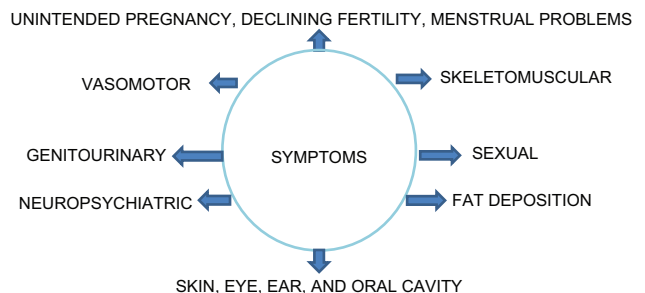 UNINTENDED PREGNANCY, DECLINING FERTILITY, MENSTRUAL PROBLEMS
VASOMOTOR
SKELETOMUSCULAR
GENITOURINARY
SYMPTOMS
SEXUAL
NEUROPSYCHIATRIC
FAT DEPOSITION
SKIN, EYE, EAR, AND ORAL CAVITY